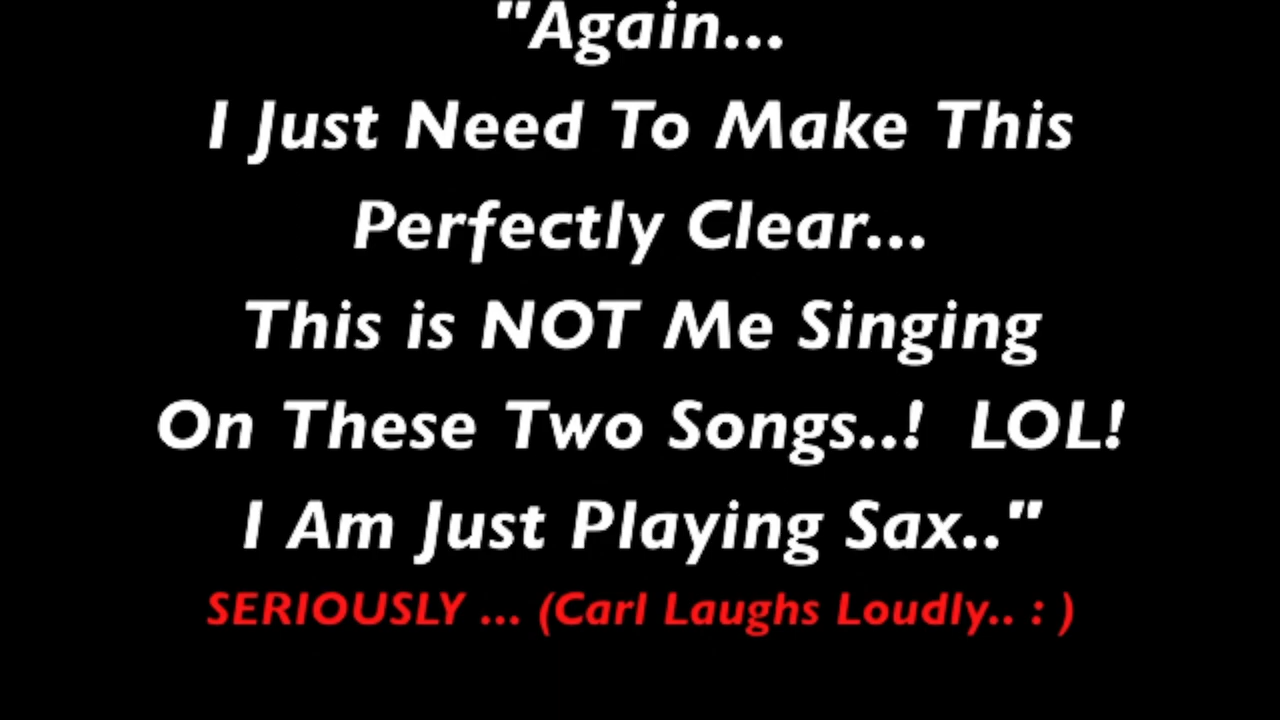 "Again...
I Just Need To Make This
Perfectly Clear...
This is NOT Me Singing
On These Two Songs..!  LOL!
I Am Just Playing Sax.."
SERIOUSLY ... (Carl Laughs Loudly.. : )